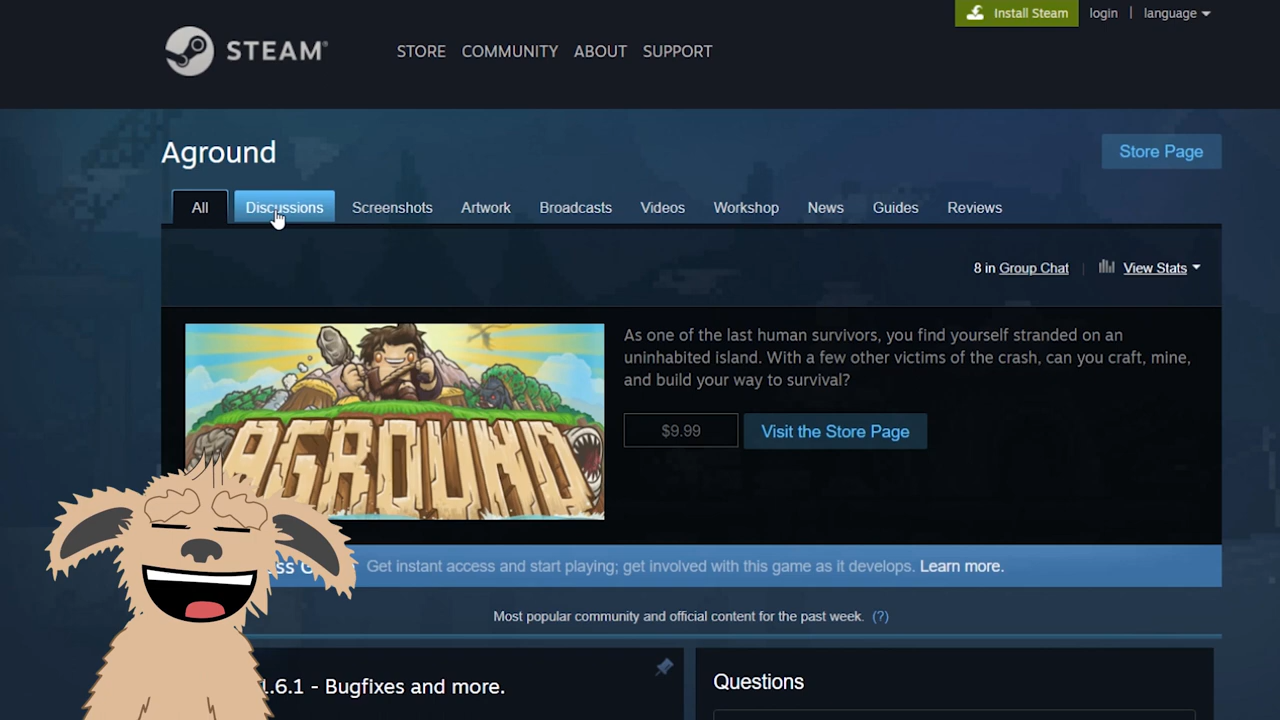 Install Steam login | language
STEAM® STORE COMMUNITY ABOUT SUPPORT
Aground Store Page
All Discussions Screenshots Artwork Broadcasts Videos Workshop News Guides Reviews
8 in Group Chat | View Stats
AGROUND
As one of the last human survivors, you find yourself stranded on an
uninhabited island. With a few other victims of the crash, can you craft, mine,
and build your way to survival?
$9.99 Visit the Store Page
Get instant access and start playing; get involved with this game as it develops. Learn more.
Most popular community and official content for the past week. (?)
1.6.1 - Bugfixes and more.
Questions